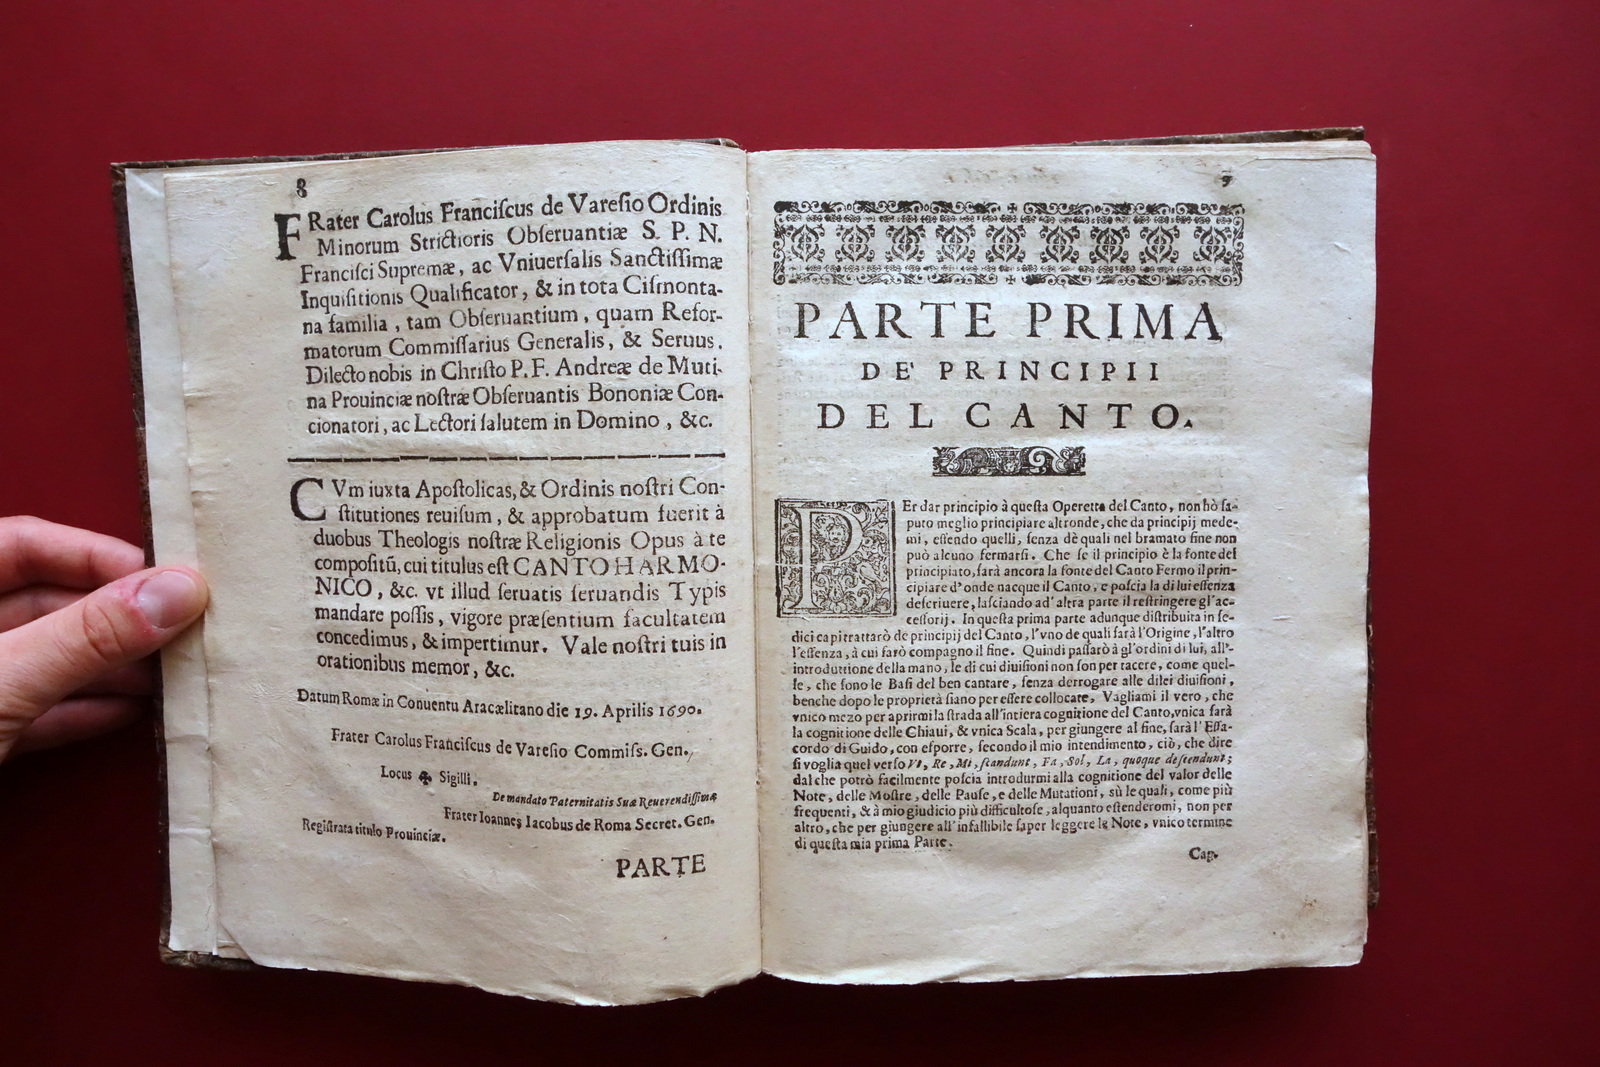 8
FRater Carolus Franciſcus de Vareſio Ordinis
Minorum Strictioris Obſeruantiæ S. P. N.
Franciſci Supremæ, ac Vniuerſalis Sanctiſſimæ
Inquiſitionis Qualificator, & in tota Ciſmonta-
na familia, tam Obſeruantium, quam Refor-
matorum Commiſſarius Generalis, & Seruus.
Dilecto nobis in Chriſto P. F. Andreæ de Muti-
na Prouinciæ noſtræ Obſeruantis Bononiæ Con-
cionatori, ac Lectori ſalutem in Domino, &c.
CVm iuxta Apoſtolicas, & Ordinis noſtri Con-
ſtitutiones reuiſum, & approbatum fuerit à
duobus Theologis noſtræ Religionis Opus à te
compoſitū, cui titulus eſt CANTO HARMO-
NICO, &c. vt illud ſeruatis ſeruandis Typis
mandare poſſis, vigore præſentium facultatem
concedimus, & impertimur. Vale noſtri tuis in
orationibus memor, &c.
Datum Romæ in Conuentu Aracælitano die 19. Aprilis 1690.
Frater Carolus Franciſcus de Vareſio Commiſſ. Gen.
Locus ✠ Sigilli.
De mandato Paternitatis Suæ Reuerendiſſimæ
Frater Ioannes Iacobus de Roma Secret. Gen.
Regiſtrata titulo Prouinciæ.
PARTE
9
PARTE PRIMA
DE' PRINCIPII
DEL CANTO.
PEr dar principio à queſta Operetta del Canto, non hò ſa-
puto meglio principiare altronde, che da principij mede-
mi, eſſendo quelli, ſenza dè quali nel bramato fine non
può alcuno fermarſi. Che ſe il principio è la fonte del
principiato, ſarà ancora la fonte del Canto Fermo il prin-
cipiare d'onde nacque il Canto, e poſcia la di lui eſſenza
deſcriuere, laſciando ad' altra parte il reſtringere gl'ac-
ceſſorij. In queſta prima parte adunque diſtribuita in ſe-
dici capi trattarò de principij del Canto, l'vno de quali ſarà l'Origine, l'altro
l'eſſenza, à cui farò compagno il fine. Quindi paſſarò à gl'ordini di lui, all'-
introduttione della mano, le di cui diuiſioni non ſon per tacere, come quel-
le, che ſono le Baſi del ben cantare, ſenza derrogare alle dilei diuiſioni,
benche dopo le proprietà ſiano per eſſere collocate. Vagliami il vero, che
vnico mezo per aprirmi la ſtrada all'intiera cognitione del Canto, vnica ſarà
la cognitione delle Chiaui, & vnica Scala, per giungere al fine, ſarà l'Eſſa-
cordo di Guido, con eſporre, ſecondo il mio intendimento, ciò, che dire
ſi voglia quel verſo Vt, Re, Mi, ſcandunt, Fa, Sol, La, quoque deſcendunt;
dal che potrò facilmente poſcia introdurmi alla cognitione del valor delle
Note, delle Moſtre, delle Pauſe, e delle Mutationi, sù le quali, come più
frequenti, & à mio giudicio più difficultoſe, alquanto eſtenderomi, non per
altro, che per giungere all'infallibile ſaper leggere le Note, vnico termine
di queſta mia prima Parte.
Cap.